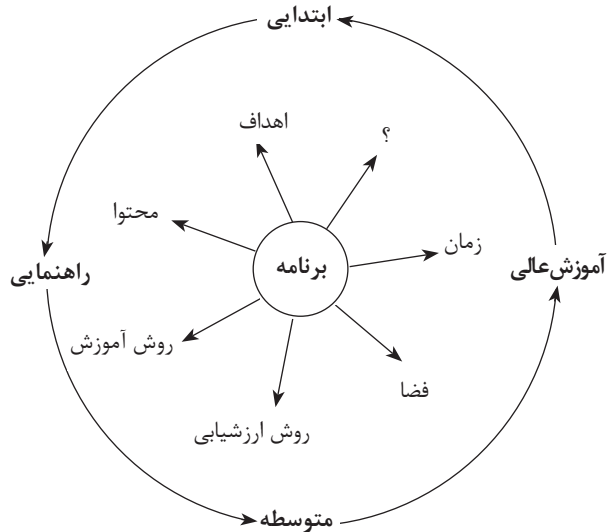 ابتدایی
اهداف
؟
محتوا
زمان
برنامه
راهنمایی
آموزش‌عالی
روش آموزش
فضا
روش ارزشیابی
متوسطه